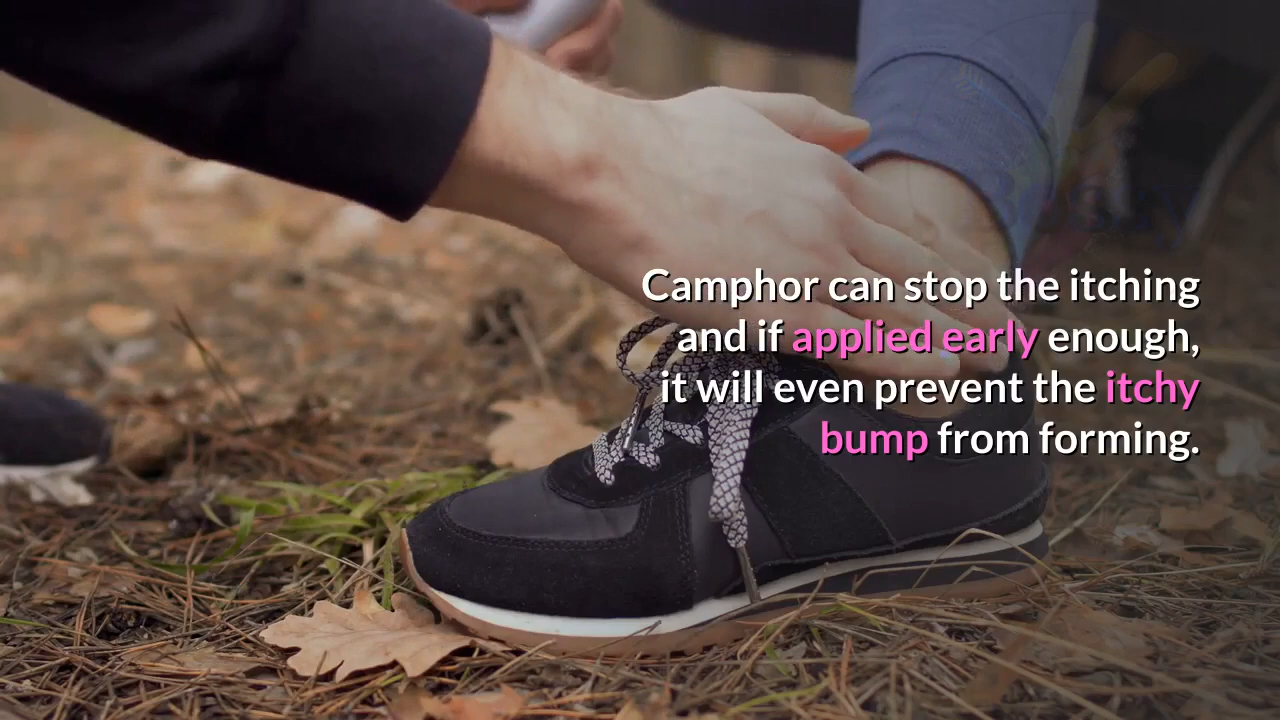 Camphor can stop the itching
and if applied early enough,
it will even prevent the itchy
bump from forming.